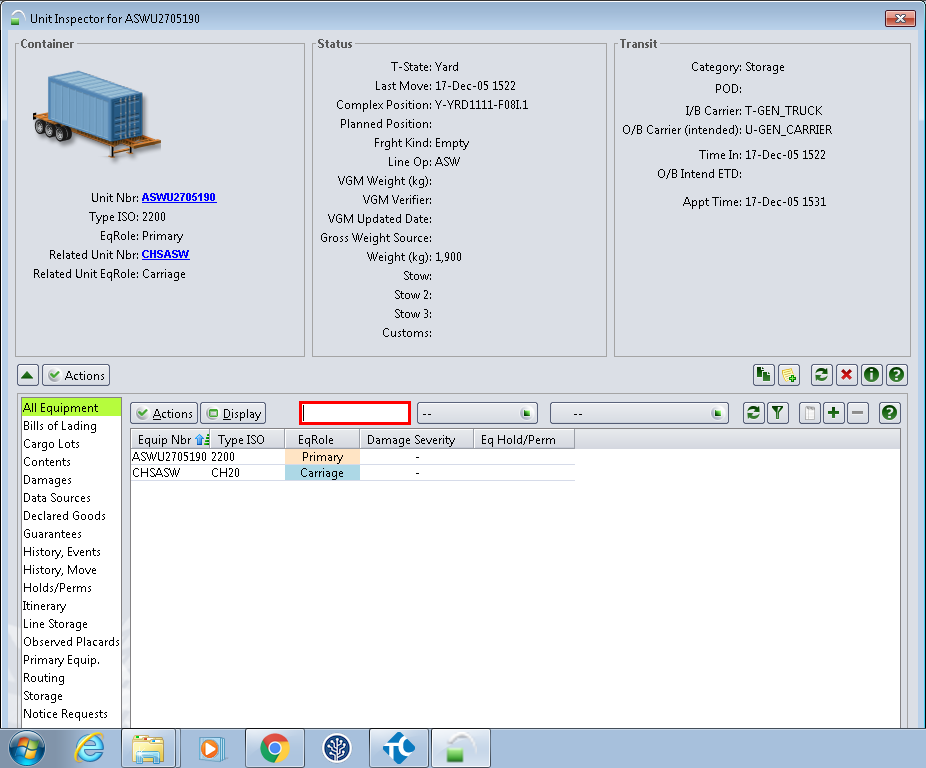 Unit Inspector for ASWU2705190
Container
Unit Nbr: ASWU2705190
Type ISO: 2200
EqRole: Primary
Related Unit Nbr: CHSASW
Related Unit EqRole: Carriage
Status
T-State: Yard
Last Move: 17-Dec-05 1522
Complex Position: Y-YRD1111-F08I.1
Planned Position:
Frght Kind: Empty
Line Op: ASW
VGM Weight (kg):
VGM Verifier:
VGM Updated Date:
Gross Weight Source:
Weight (kg): 1,900
Stow:
Stow 2:
Stow 3:
Customs:
Transit
Category: Storage
POD:
I/B Carrier: T-GEN_TRUCK
O/B Carrier (intended): U-GEN_CARRIER
Time In: 17-Dec-05 1522
O/B Intend ETD:
Appt Time: 17-Dec-05 1531
Actions
All Equipment
Bills of Lading
Cargo Lots
Contents
Damages
Data Sources
Declared Goods
Guarantees
History, Events
History, Move
Holds/Perms
Itinerary
Line Storage
Observed Placards
Primary Equip.
Routing
Storage
Notice Requests
Actions Display -- --
Equip Nbr Type ISO EqRole Damage Severity Eq Hold/Perm
ASWU2705190 2200 Primary -
CHSASW CH20 Carriage -